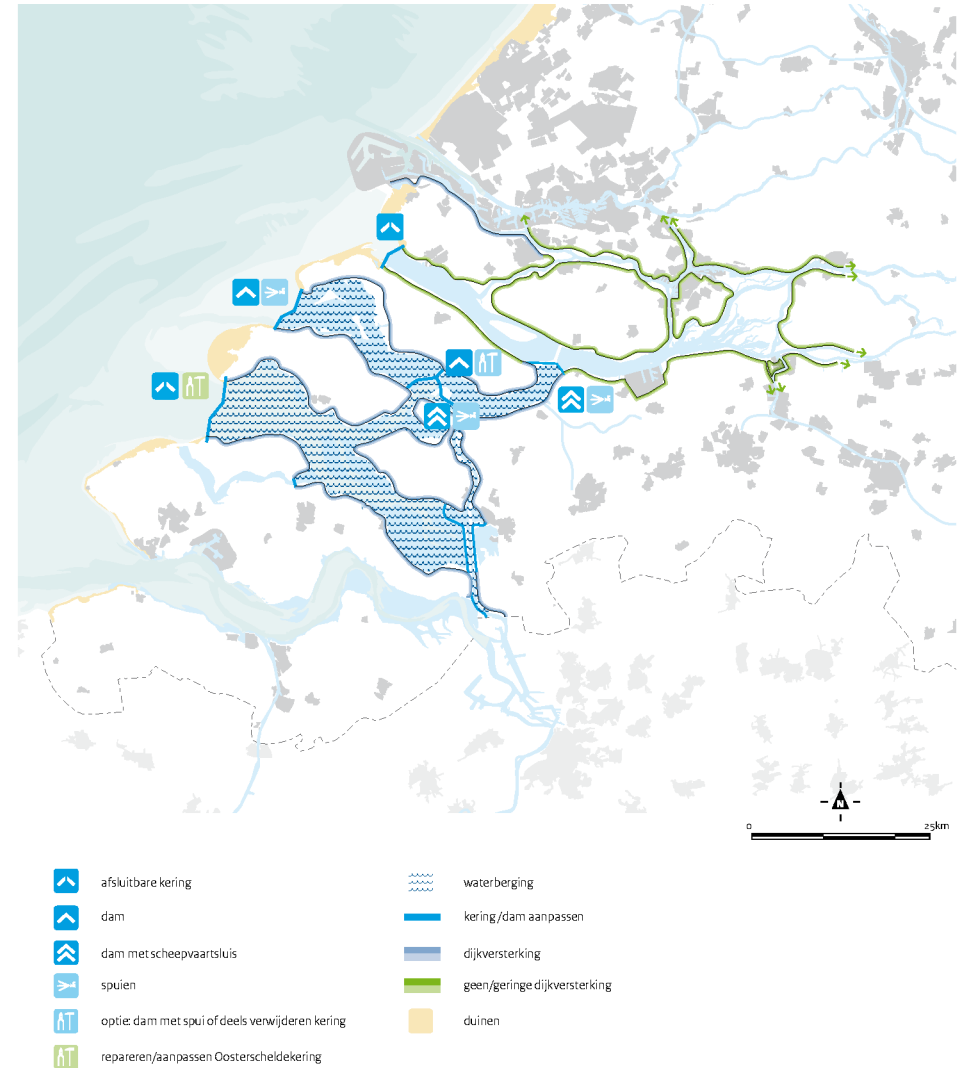 N
0 25km
afsluitbare kering
dam
dam met scheepvaartsluis
spuien
optie: dam met spui of deels verwijderen kering
repareren/aanpassen Oosterscheldekering
waterberging
kering/dam aanpassen
dijkversterking
geen/geringe dijkversterking
duinen